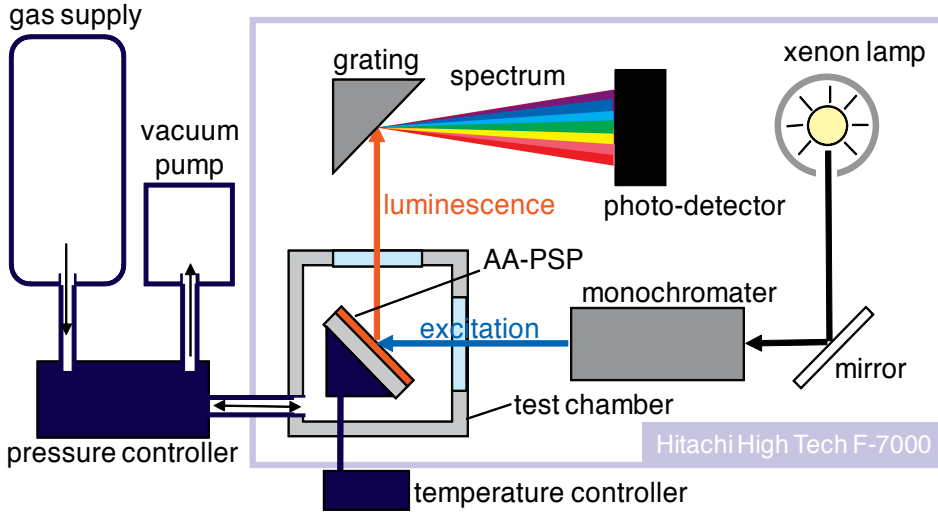 gas supply
vacuum
pump
grating
spectrum
xenon lamp
photo-detector
luminescence
AA-PSP
monochromater
excitation
mirror
test chamber
pressure controller
Hitachi High Tech F-7000
temperature controller